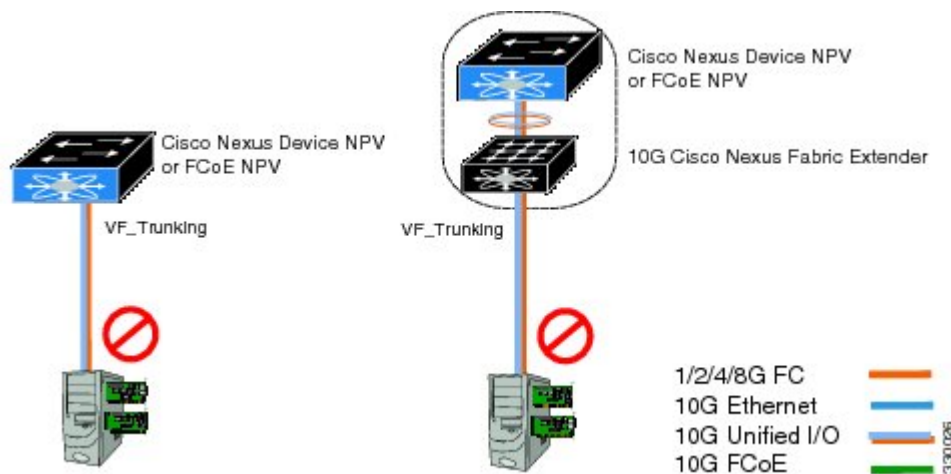 Cisco Nexus Device NPV
or FCoE NPV
Cisco Nexus Device NPV
or FCoE NPV
10G Cisco Nexus Fabric Extender
VF_Trunking
VF_Trunking
1/2/4/8G FC
10G Ethernet
10G Unified I/O
10G FCoE